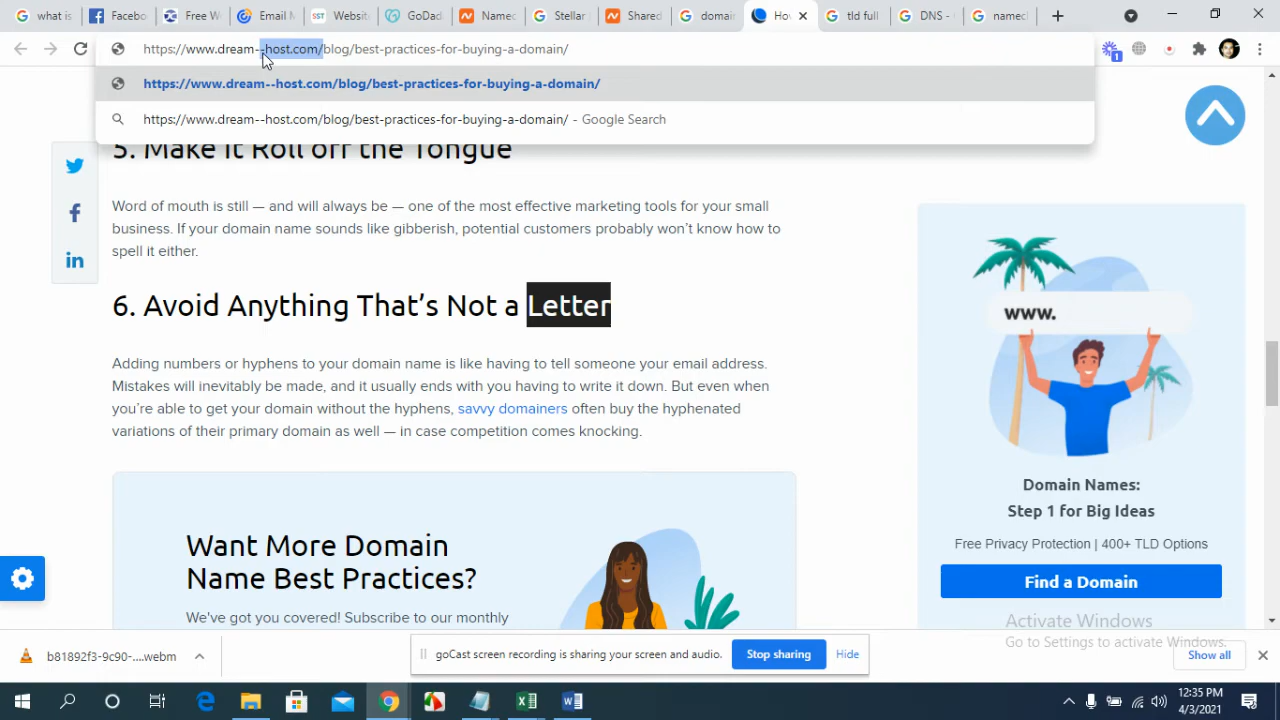 what is
Facebo
Free W
Email M
SST Website
GoDad
Namec
Stellar
Shared
domain
How
tld full
DNS -
namech
https://www.dream--host.com/blog/best-practices-for-buying-a-domain/
1
https://www.dream--host.com/blog/best-practices-for-buying-a-domain/
https://www.dream--host.com/blog/best-practices-for-buying-a-domain/ - Google Search
5. Make It Roll off the Tongue
Word of mouth is still — and will always be — one of the most effective marketing tools for your small
business. If your domain name sounds like gibberish, potential customers probably won't know how to
spell it either.
6. Avoid Anything That's Not a Letter
Adding numbers or hyphens to your domain name is like having to tell someone your email address.
Mistakes will inevitably be made, and it usually ends with you having to write it down. But even when
you're able to get your domain without the hyphens, savvy domainers often buy the hyphenated
variations of their primary domain as well — in case competition comes knocking.
Want More Domain
Name Best Practices?
We've got you covered! Subscribe to our monthly
www.
Domain Names:
Step 1 for Big Ideas
Free Privacy Protection | 400+ TLD Options
Find a Domain
Activate Windows
Go to Settings to activate Windows.
b81892f3-9c90-....webm
goCast screen recording is sharing your screen and audio.
Stop sharing
Hide
Show all
12:35 PM
4/3/2021